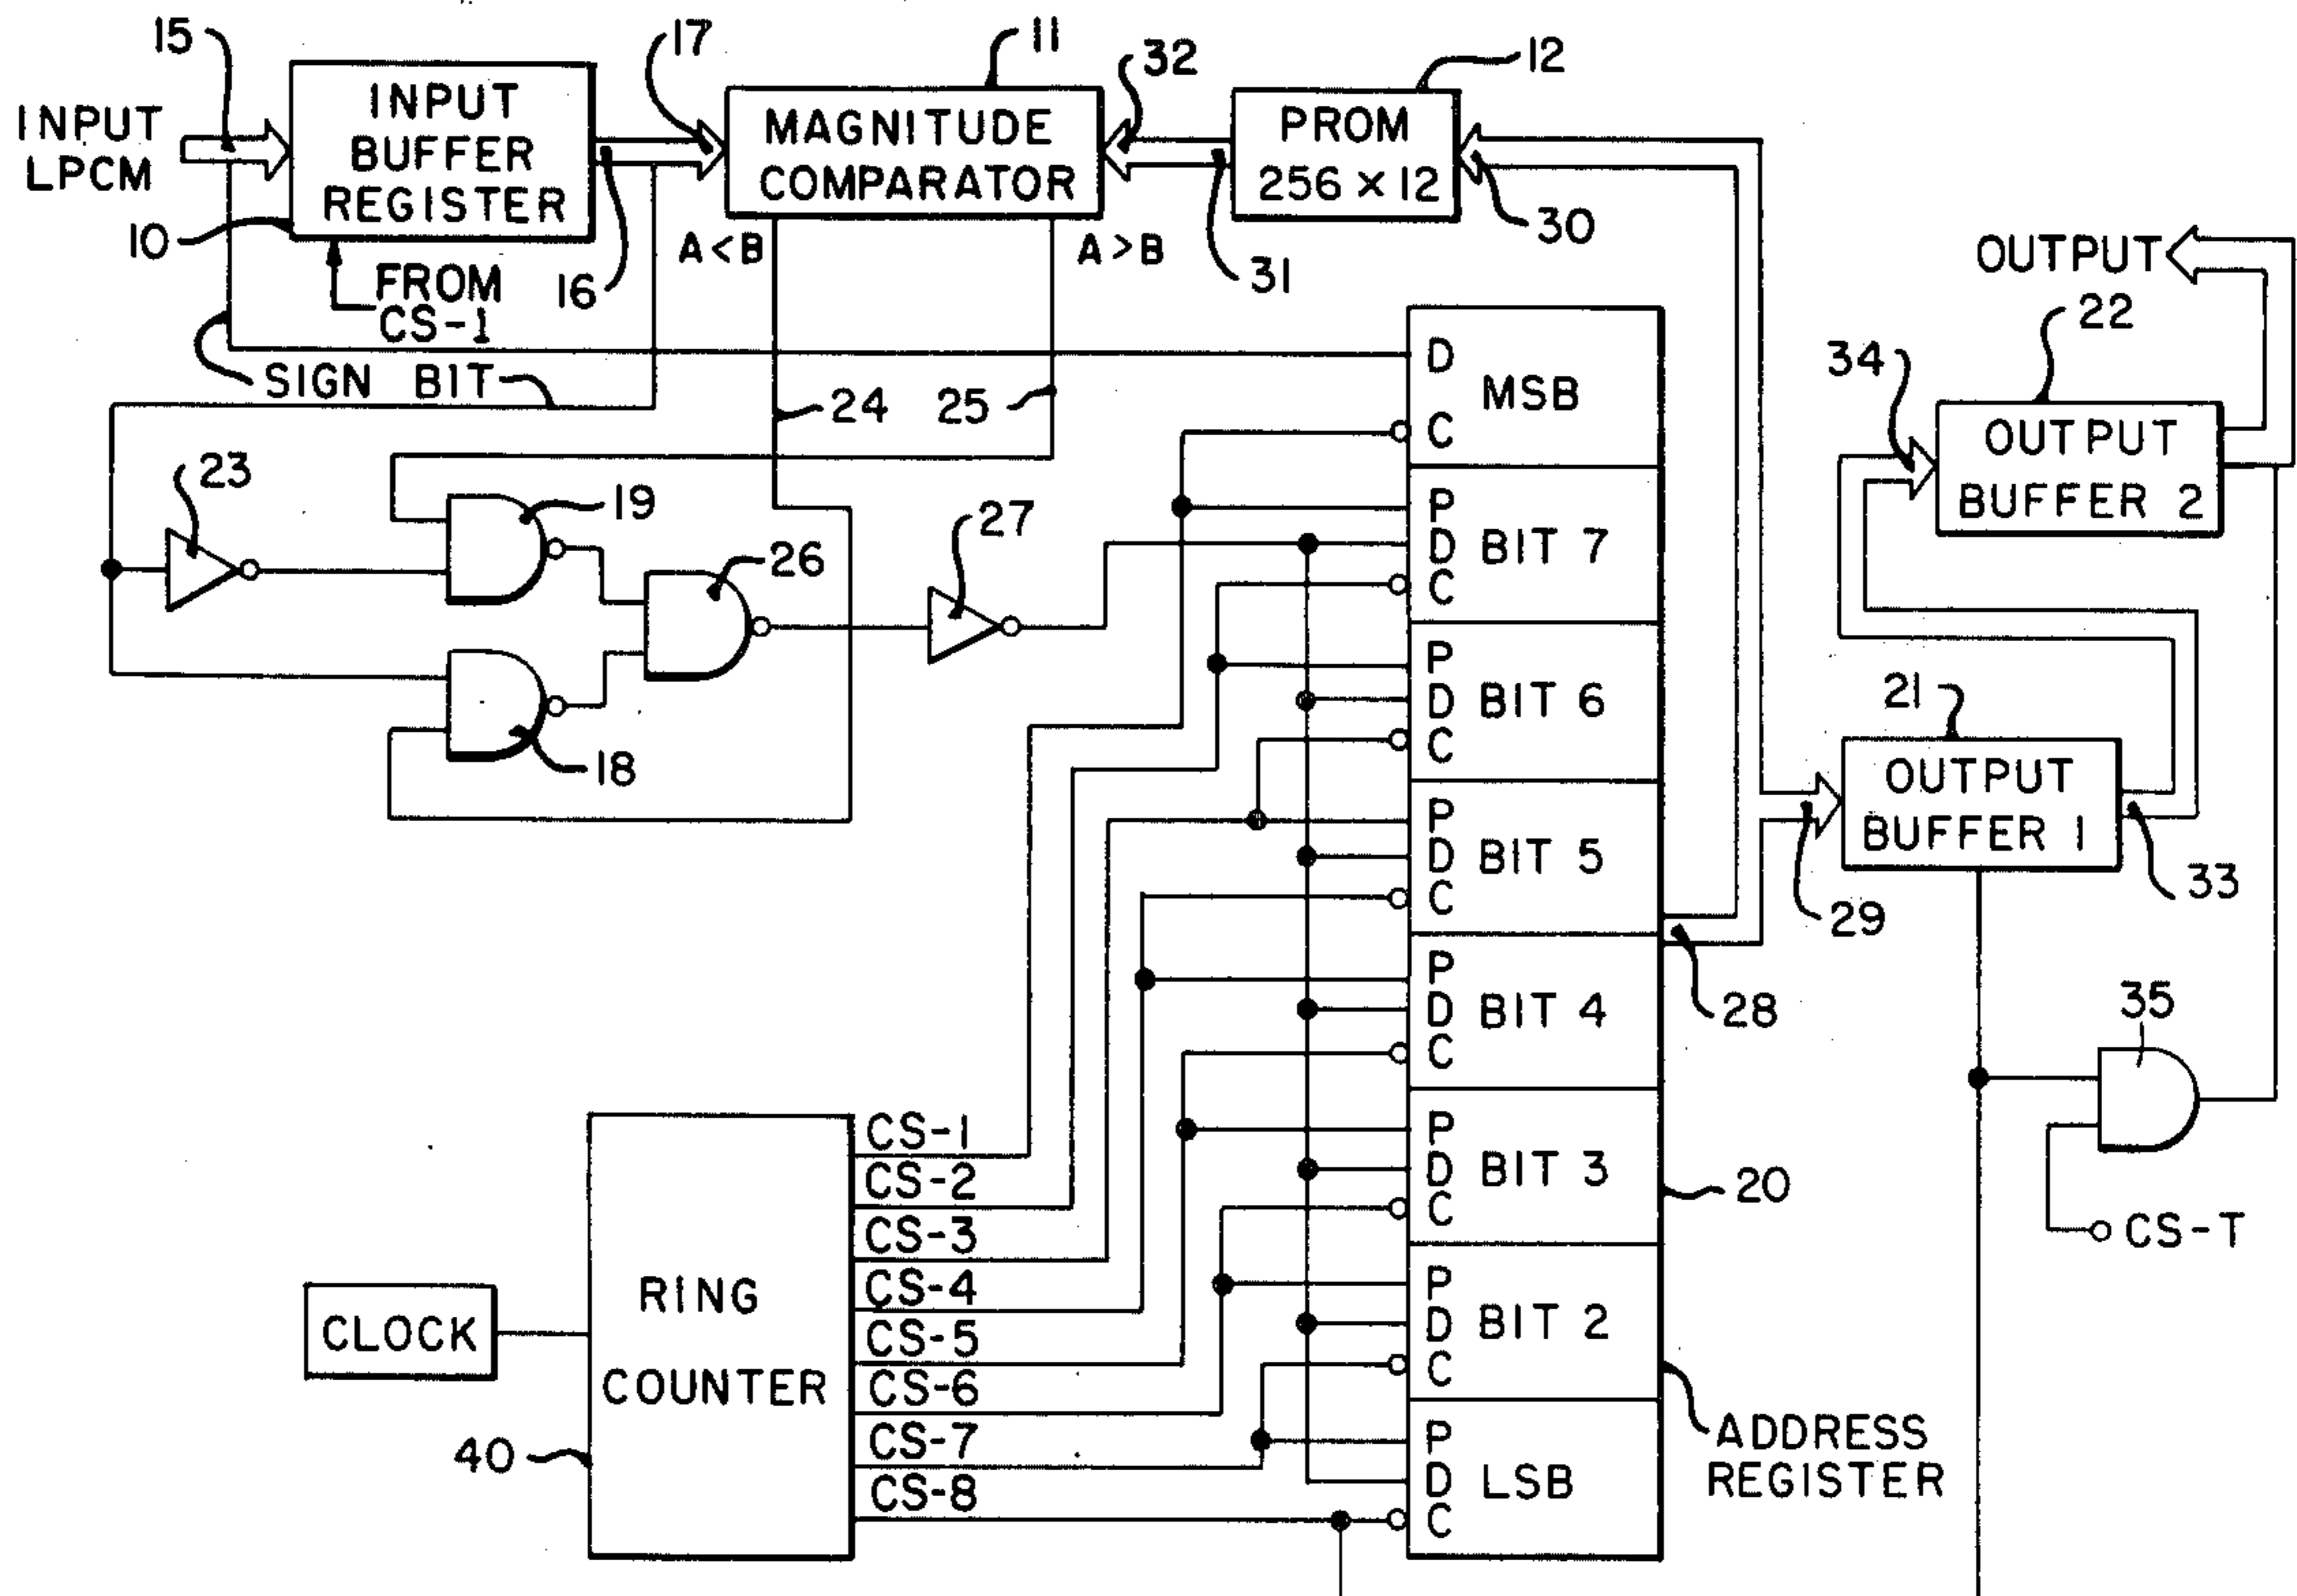 15
INPUT
LPCM
INPUT
BUFFER
REGISTER
10
FROM
CS-1
16
17
11
MAGNITUDE
COMPARATOR
A<B
A>B
32
31
12
PROM
256 x 12
30
SIGN BIT
24
25
23
19
26
27
18
D
MSB
C
P
D BIT 7
C
P
D BIT 6
C
P
D BIT 5
C
P
D BIT 4
C
P
D BIT 3
C
P
D BIT 2
C
P
D LSB
C
20
28
ADDRESS
REGISTER
OUTPUT
22
34
OUTPUT
BUFFER 2
21
OUTPUT
BUFFER 1
29
33
35
CS-T
CLOCK
RING
COUNTER
40
CS-1
CS-2
CS-3
CS-4
CS-5
CS-6
CS-7
CS-8